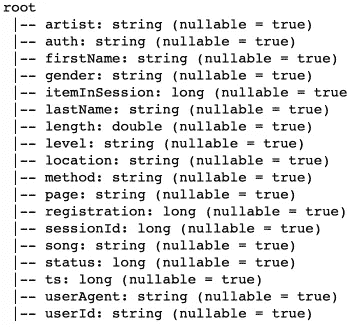 root
|-- artist: string (nullable = true)
|-- auth: string (nullable = true)
|-- firstName: string (nullable = true)
|-- gender: string (nullable = true)
|-- itemInSession: long (nullable = true
|-- lastName: string (nullable = true)
|-- length: double (nullable = true)
|-- level: string (nullable = true)
|-- location: string (nullable = true)
|-- method: string (nullable = true)
|-- page: string (nullable = true)
|-- registration: long (nullable = true)
|-- sessionId: long (nullable = true)
|-- song: string (nullable = true)
|-- status: long (nullable = true)
|-- ts: long (nullable = true)
|-- userAgent: string (nullable = true)
|-- userId: string (nullable = true)